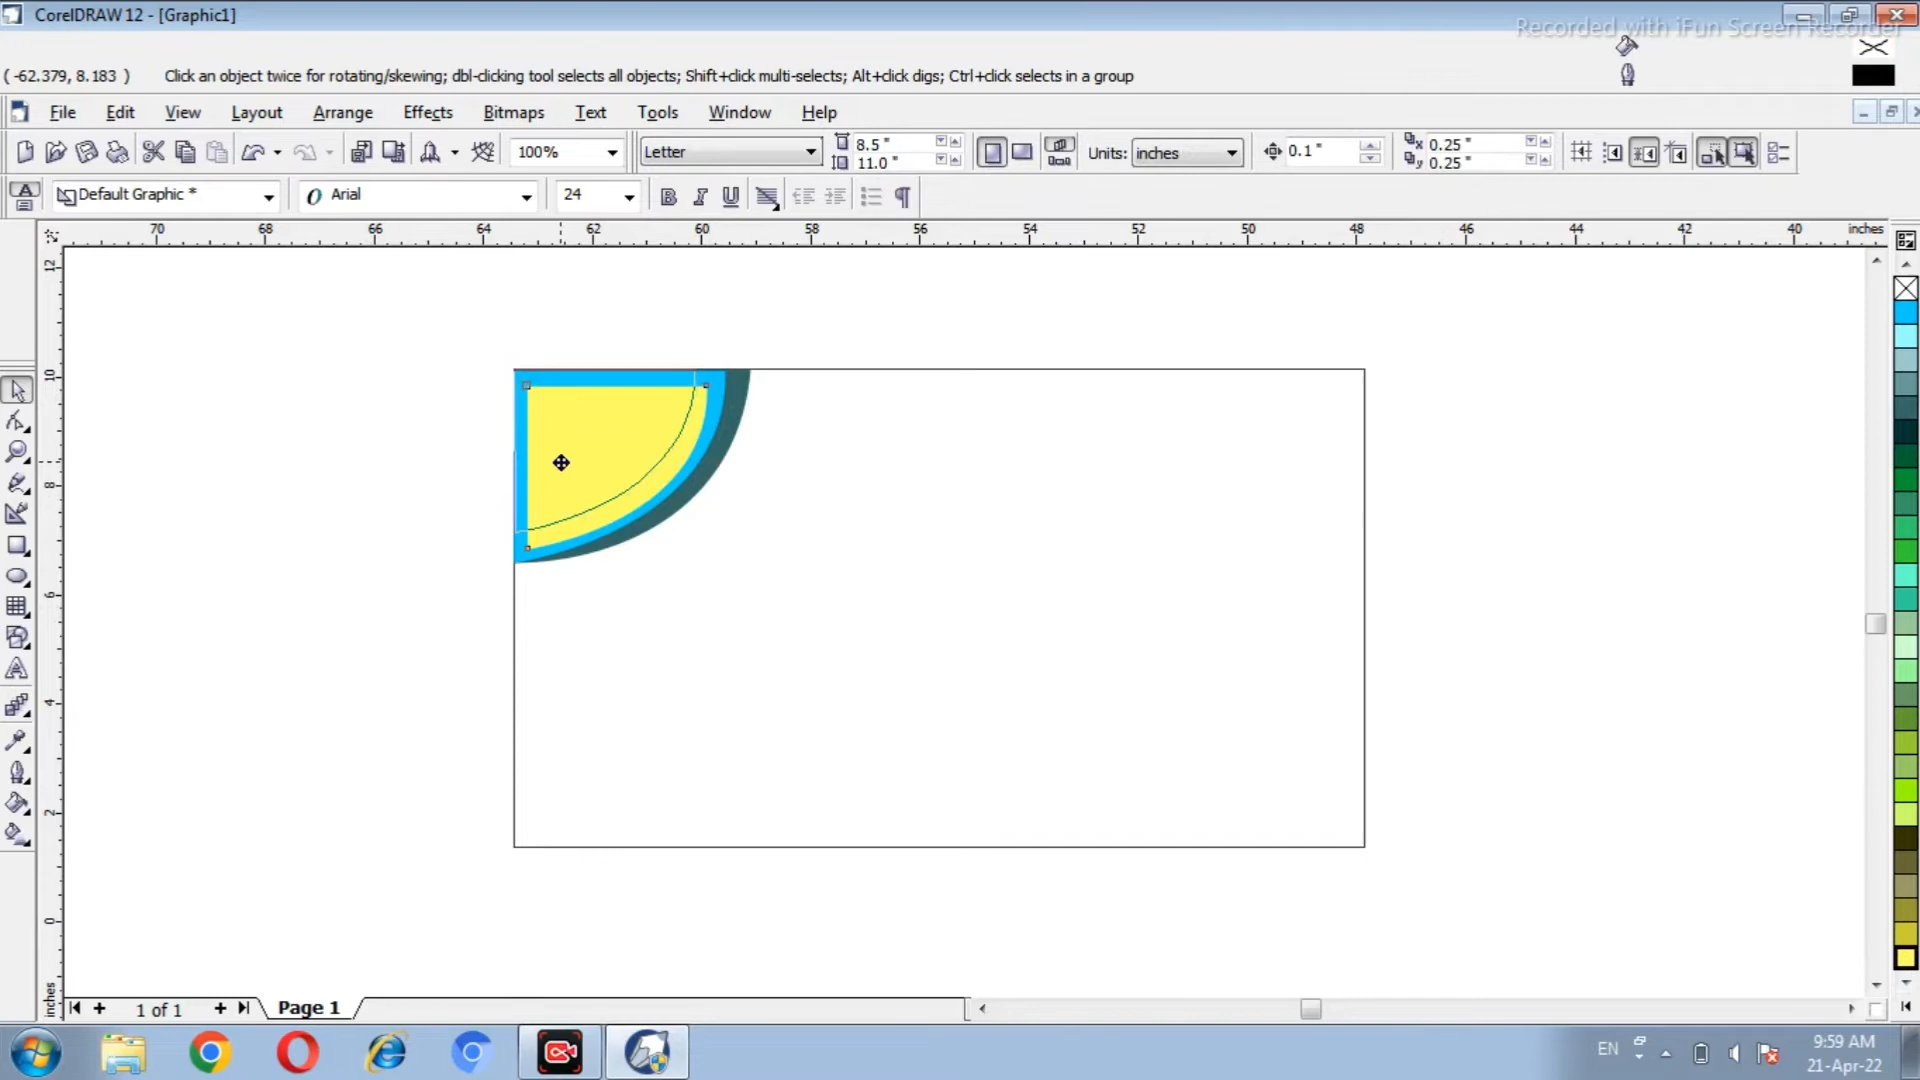 CorelDRAW 12 - [Graphic1]
Recorded with iFun Screen Recorder
( -62.379, 8.183 ) Click an object twice for rotating/skewing; dbl-clicking tool selects all objects; Shift+click multi-selects; Alt+click digs; Ctrl+click selects in a group
File Edit View Layout Arrange Effects Bitmaps Text Tools Window Help
100% Letter 8.5 " 11.0 " Units: inches 0.1 " x 0.25 " y 0.25 "
Default Graphic * O Arial 24 B I U
70 68 66 64 62 60 58 56 54 52 50 48 46 44 42 40 inches
12
10
8
6
4
2
0
inches
1 of 1 Page 1
EN 9:59 AM
21-Apr-22